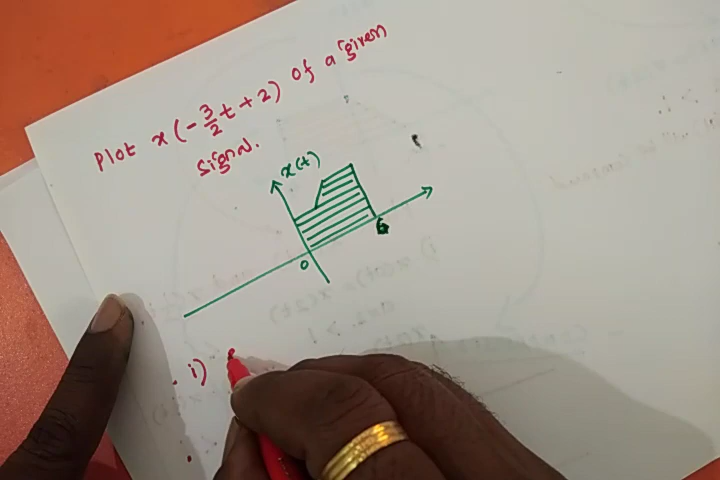 Plot x(-3/2t+2) of a given
signal.
x(t)
0
6
i)